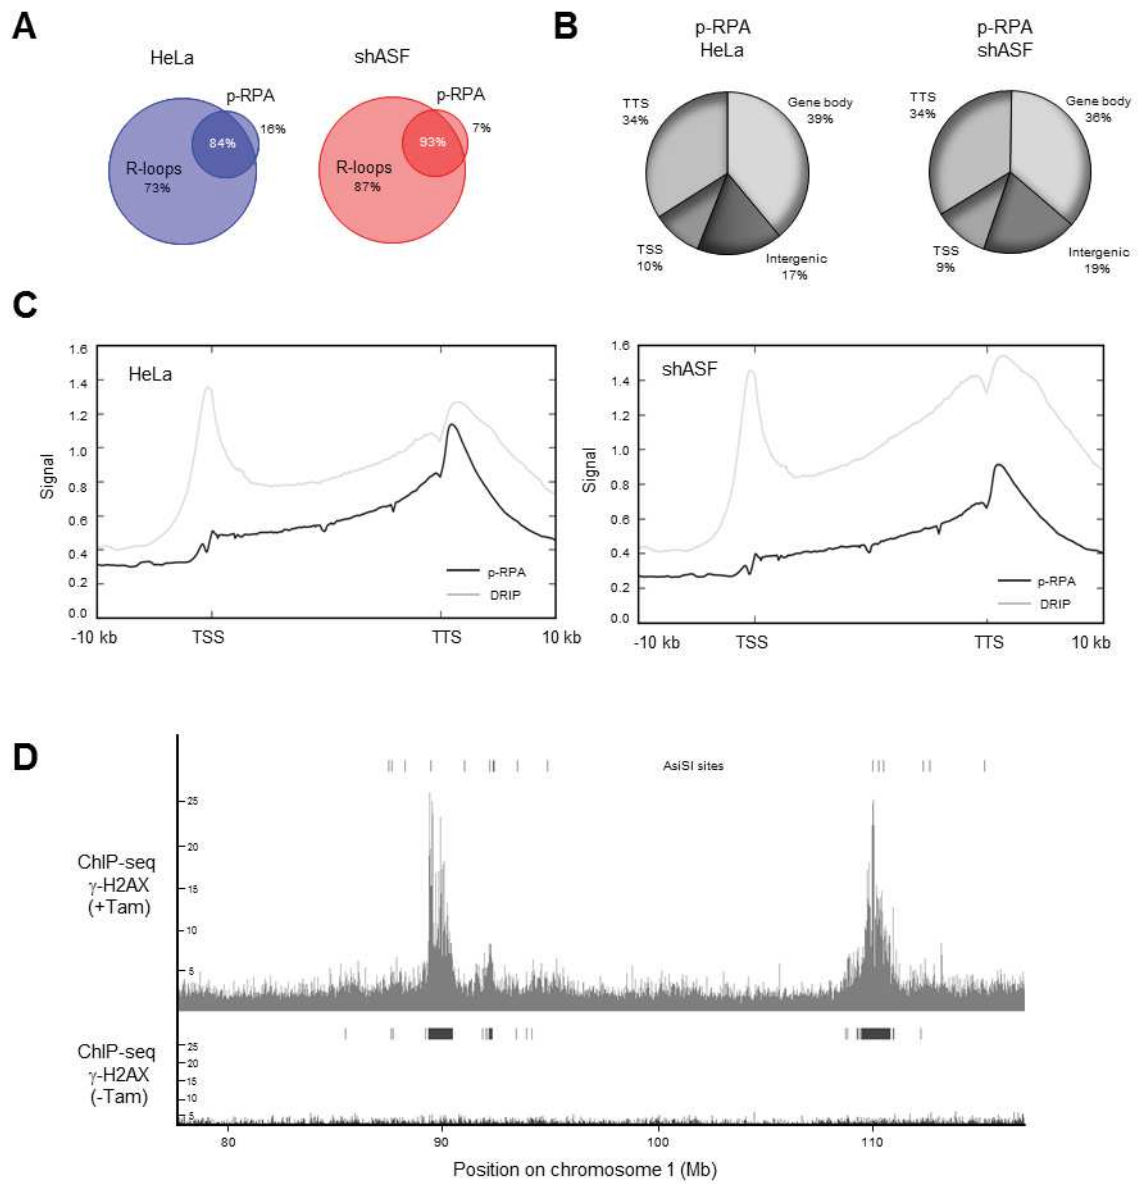 A
HeLa
shASF
p-RPA
16%
84%
R-loops
73%
p-RPA
7%
93%
R-loops
87%
B
p-RPA
HeLa
TTS
34%
Gene body
39%
TSS
10%
Intergenic
17%
p-RPA
shASF
TTS
34%
Gene body
36%
TSS
9%
Intergenic
19%
C
Signal
1.6
1.4
1.2
1.0
0.8
0.6
0.4
0.2
0.0
HeLa
p-RPA
DRIP
-10 kb
TSS
TTS
10 kb
Signal
1.6
1.4
1.2
1.0
0.8
0.6
0.4
0.2
0.0
shASF
p-RPA
DRIP
-10 kb
TSS
TTS
10 kb
D
AsiSI sites
ChIP-seq
γ-H2AX
(+Tam)
25
20
15
10
5
ChIP-seq
γ-H2AX
(-Tam)
25
20
15
10
5
80
90
100
110
Position on chromosome 1 (Mb)